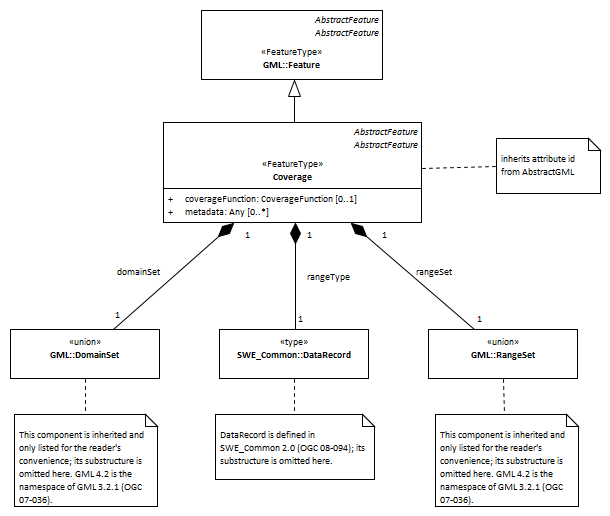 AbstractFeature
AbstractFeature
«FeatureType»
GML::Feature
AbstractFeature
AbstractFeature
«FeatureType»
Coverage
+ coverageFunction: CoverageFunction [0..1]
+ metadata: Any [0..*]
inherits attribute id
from AbstractGML
1
1
1
domainSet
rangeType
rangeSet
1
1
1
«union»
GML::DomainSet
«type»
SWE_Common::DataRecord
«union»
GML::RangeSet
This component is inherited and
only listed for the reader's
convenience; its substructure is
omitted here. GML 4.2 is the
namespace of GML 3.2.1 (OGC
07-036).
DataRecord is defined in
SWE_Common 2.0 (OGC 08-094); its
substructure is omitted here.
This component is inherited and
only listed for the reader's
convenience; its substructure is
omitted here. GML 4.2 is the
namespace of GML 3.2.1 (OGC
07-036).